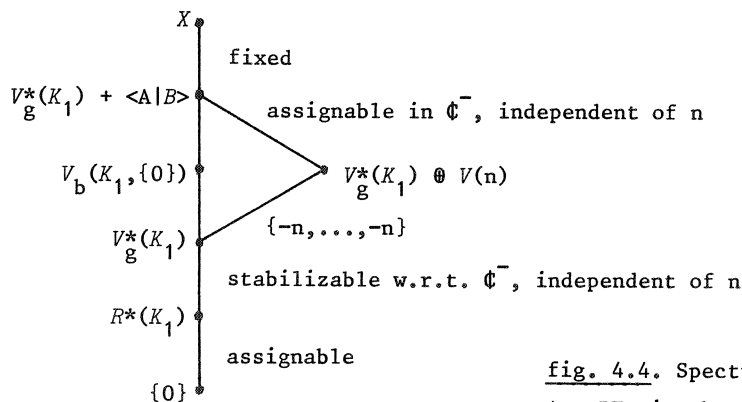 X
fixed
V*g(K1) + <A|B>
assignable in ₵⁻, independent of n
Vb(K1,{0})
V*g(K1) ⊕ V(n)
{-n,...,-n}
V*g(K1)
stabilizable w.r.t. ₵⁻, independent of n
R*(K1)
assignable
{0}
fig. 4.4. Spect